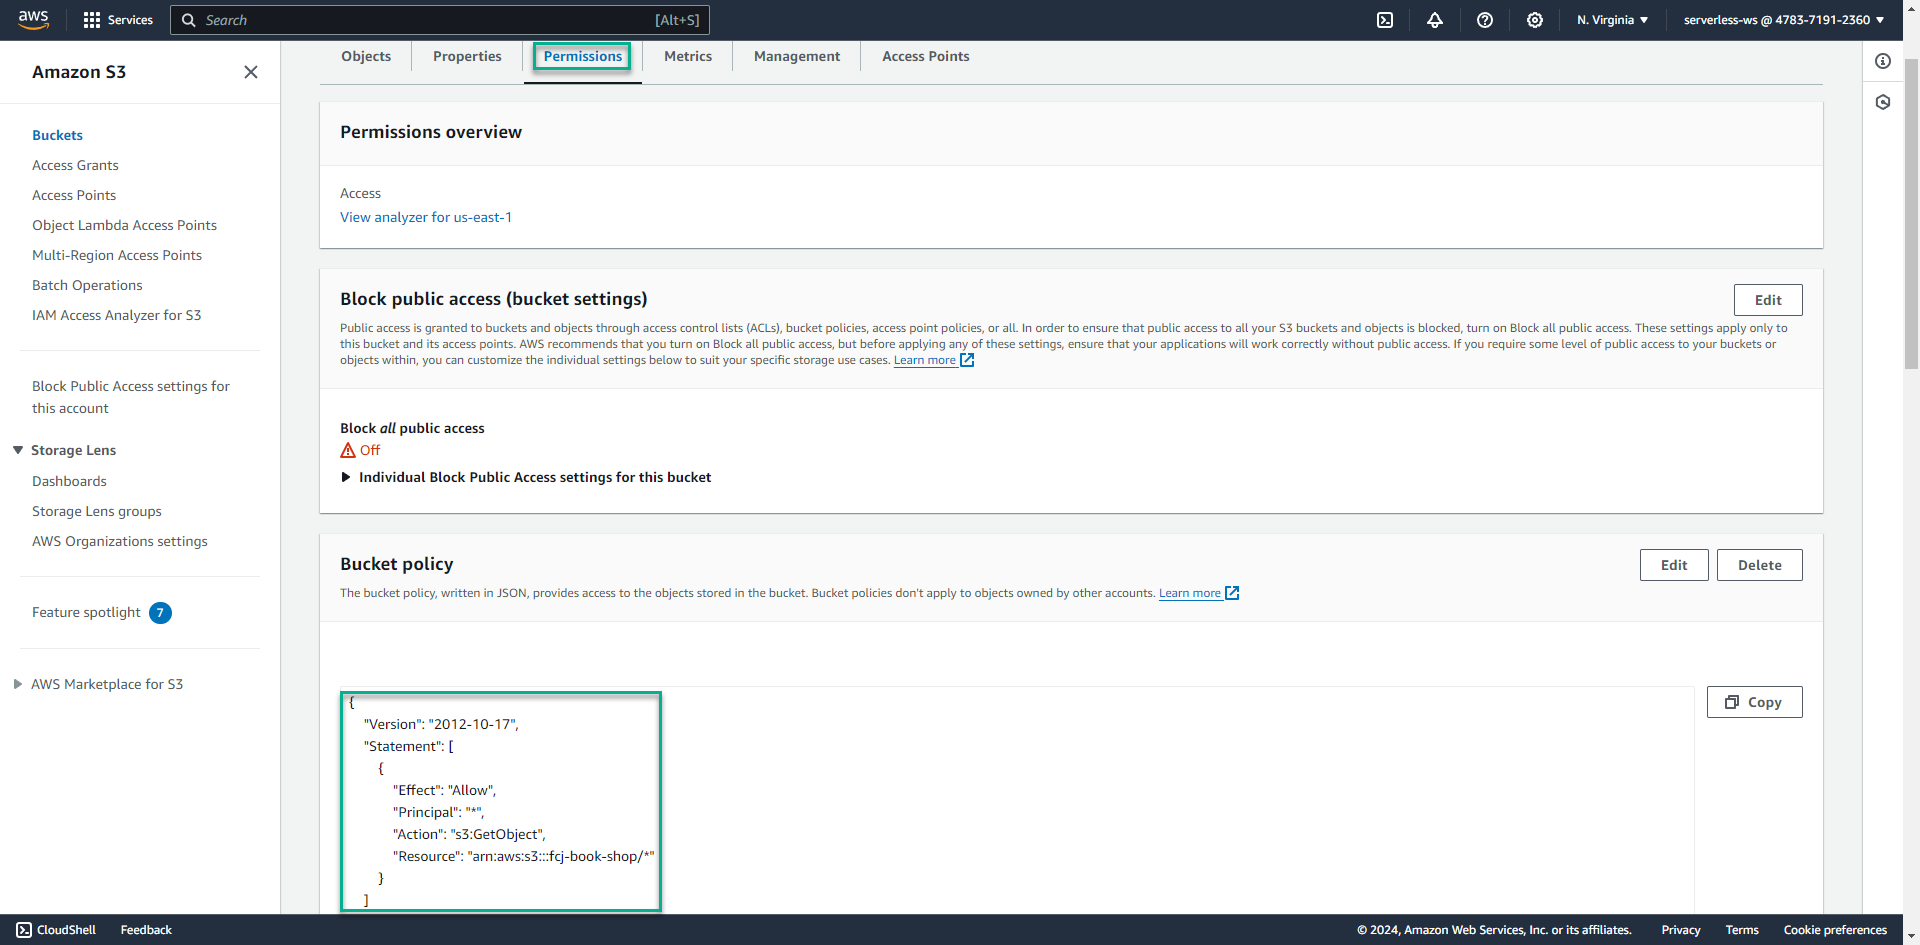 aws
Services
Search
[Alt+S]
N. Virginia
serverless-ws @ 4783-7191-2360
Amazon S3
Buckets
Access Grants
Access Points
Object Lambda Access Points
Multi-Region Access Points
Batch Operations
IAM Access Analyzer for S3
Block Public Access settings for
this account
Storage Lens
Dashboards
Storage Lens groups
AWS Organizations settings
Feature spotlight 7
AWS Marketplace for S3
Objects
Properties
Permissions
Metrics
Management
Access Points
Permissions overview
Access
View analyzer for us-east-1
Block public access (bucket settings)
Edit
Public access is granted to buckets and objects through access control lists (ACLs), bucket policies, access point policies, or all. In order to ensure that public access to all your S3 buckets and objects is blocked, turn on Block all public access. These settings apply only to
this bucket and its access points. AWS recommends that you turn on Block all public access, but before applying any of these settings, ensure that your applications will work correctly without public access. If you require some level of public access to your buckets or
objects within, you can customize the individual settings below to suit your specific storage use cases. Learn more
Block all public access
Off
Individual Block Public Access settings for this bucket
Bucket policy
Edit
Delete
The bucket policy, written in JSON, provides access to the objects stored in the bucket. Bucket policies don't apply to objects owned by other accounts. Learn more
Copy
{
"Version": "2012-10-17",
"Statement": [
{
"Effect": "Allow",
"Principal": "*",
"Action": "s3:GetObject",
"Resource": "arn:aws:s3:::fcj-book-shop/*"
}
]
CloudShell
Feedback
© 2024, Amazon Web Services, Inc. or its affiliates.
Privacy
Terms
Cookie preferences